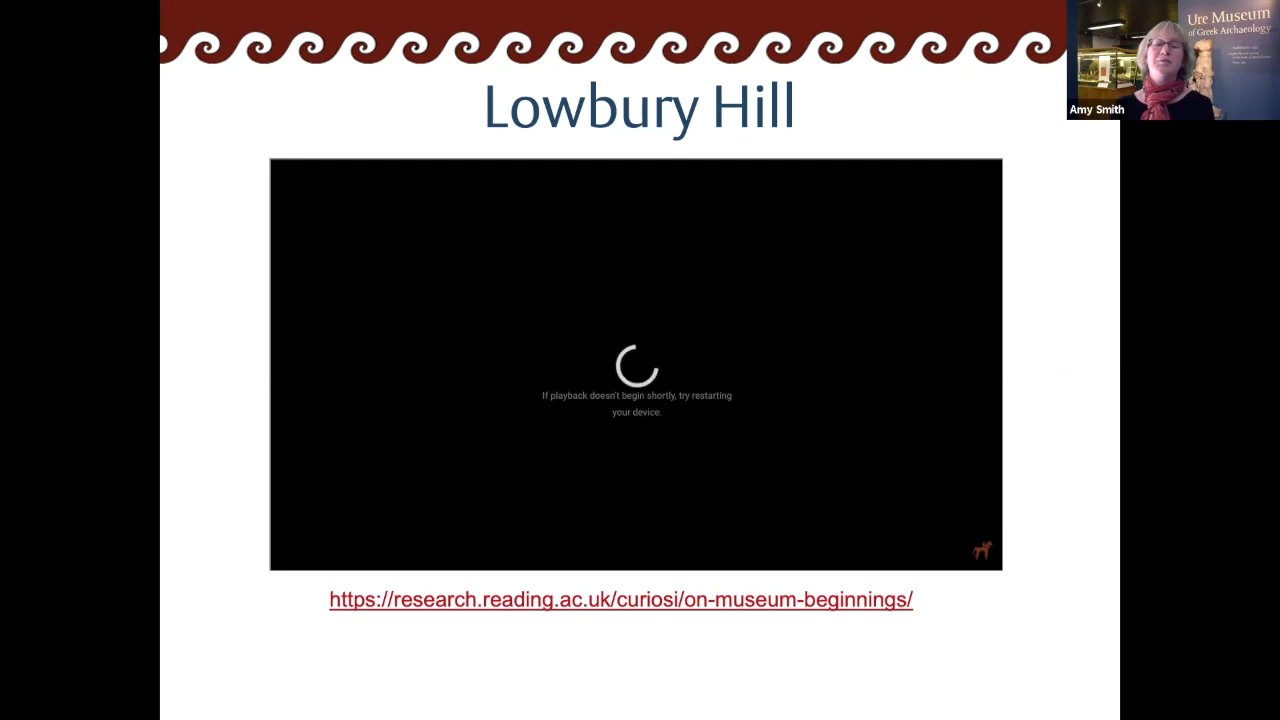 Lowbury Hill
Ure Museum
of Greek Archaeology
Amy Smith
If playback doesn't begin shortly, try restarting
your device.
https://research.reading.ac.uk/curiosi/on-museum-beginnings/